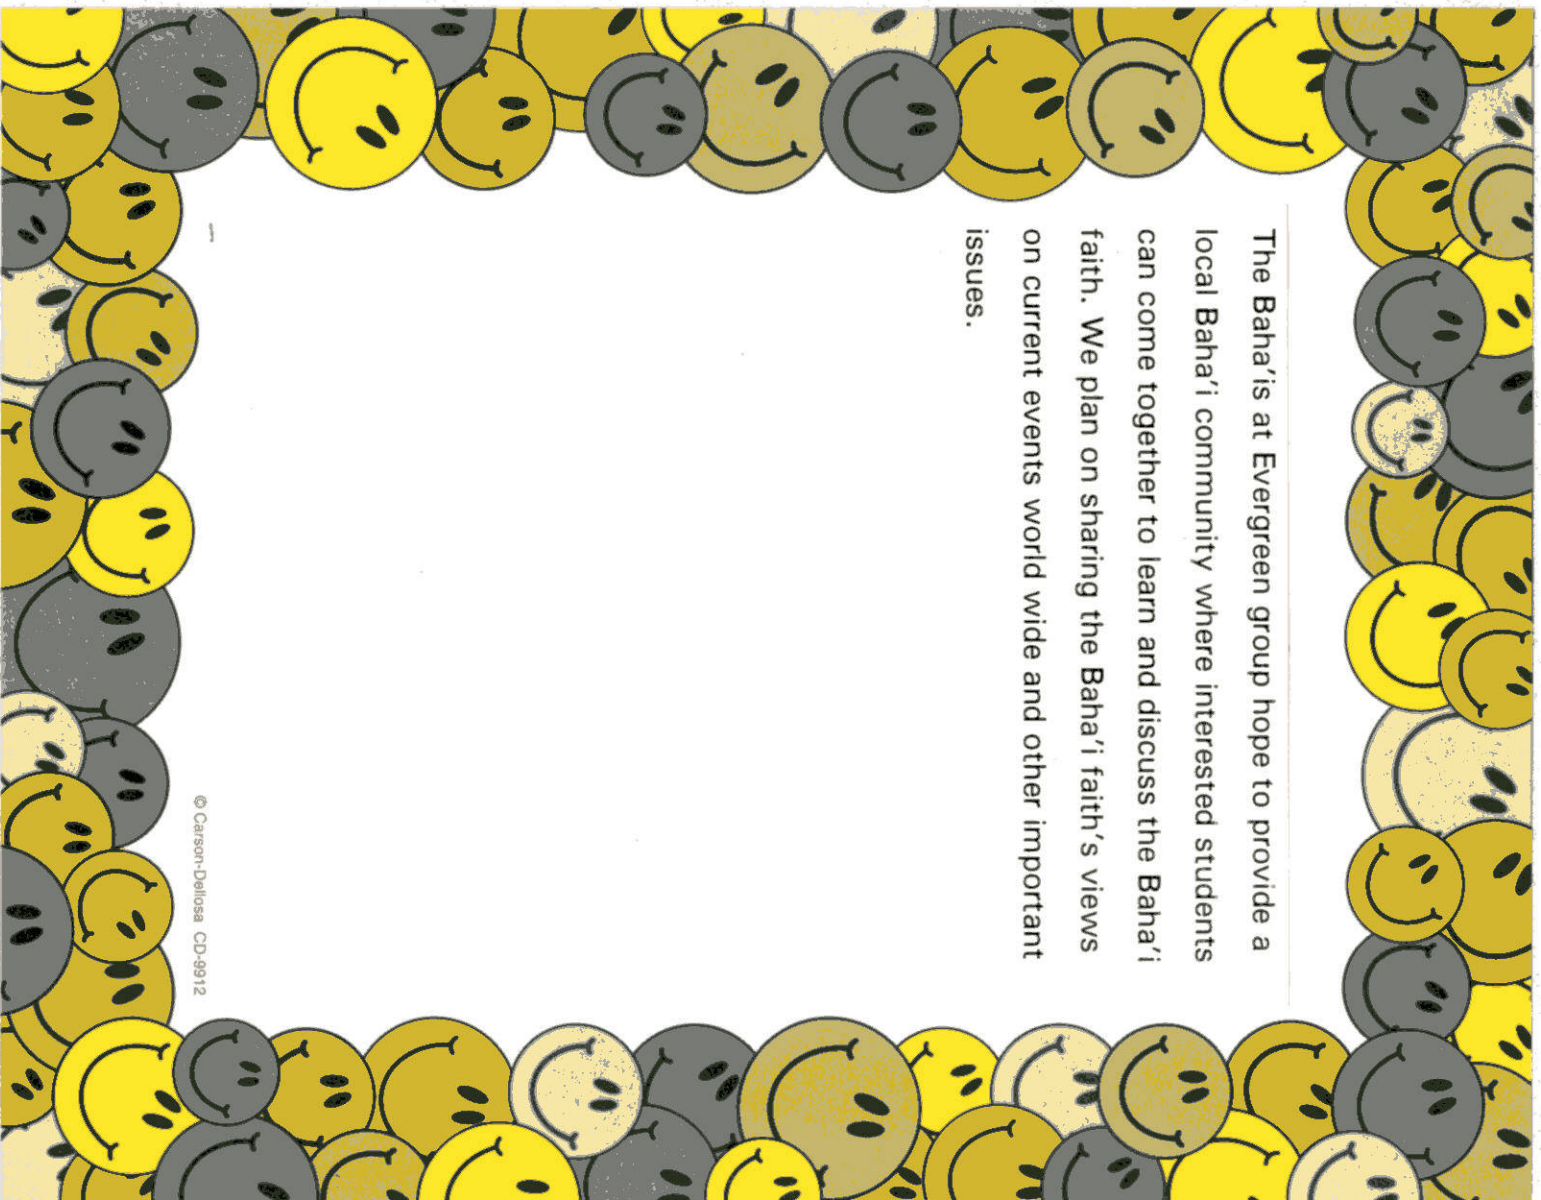 The Baha'is at Evergreen group hope to provide a
local Baha'i community where interested students
can come together to learn and discuss the Baha'i
faith. We plan on sharing the Baha'i faith's views
on current events world wide and other important
issues.
© Carson-Dellosa CD-9912